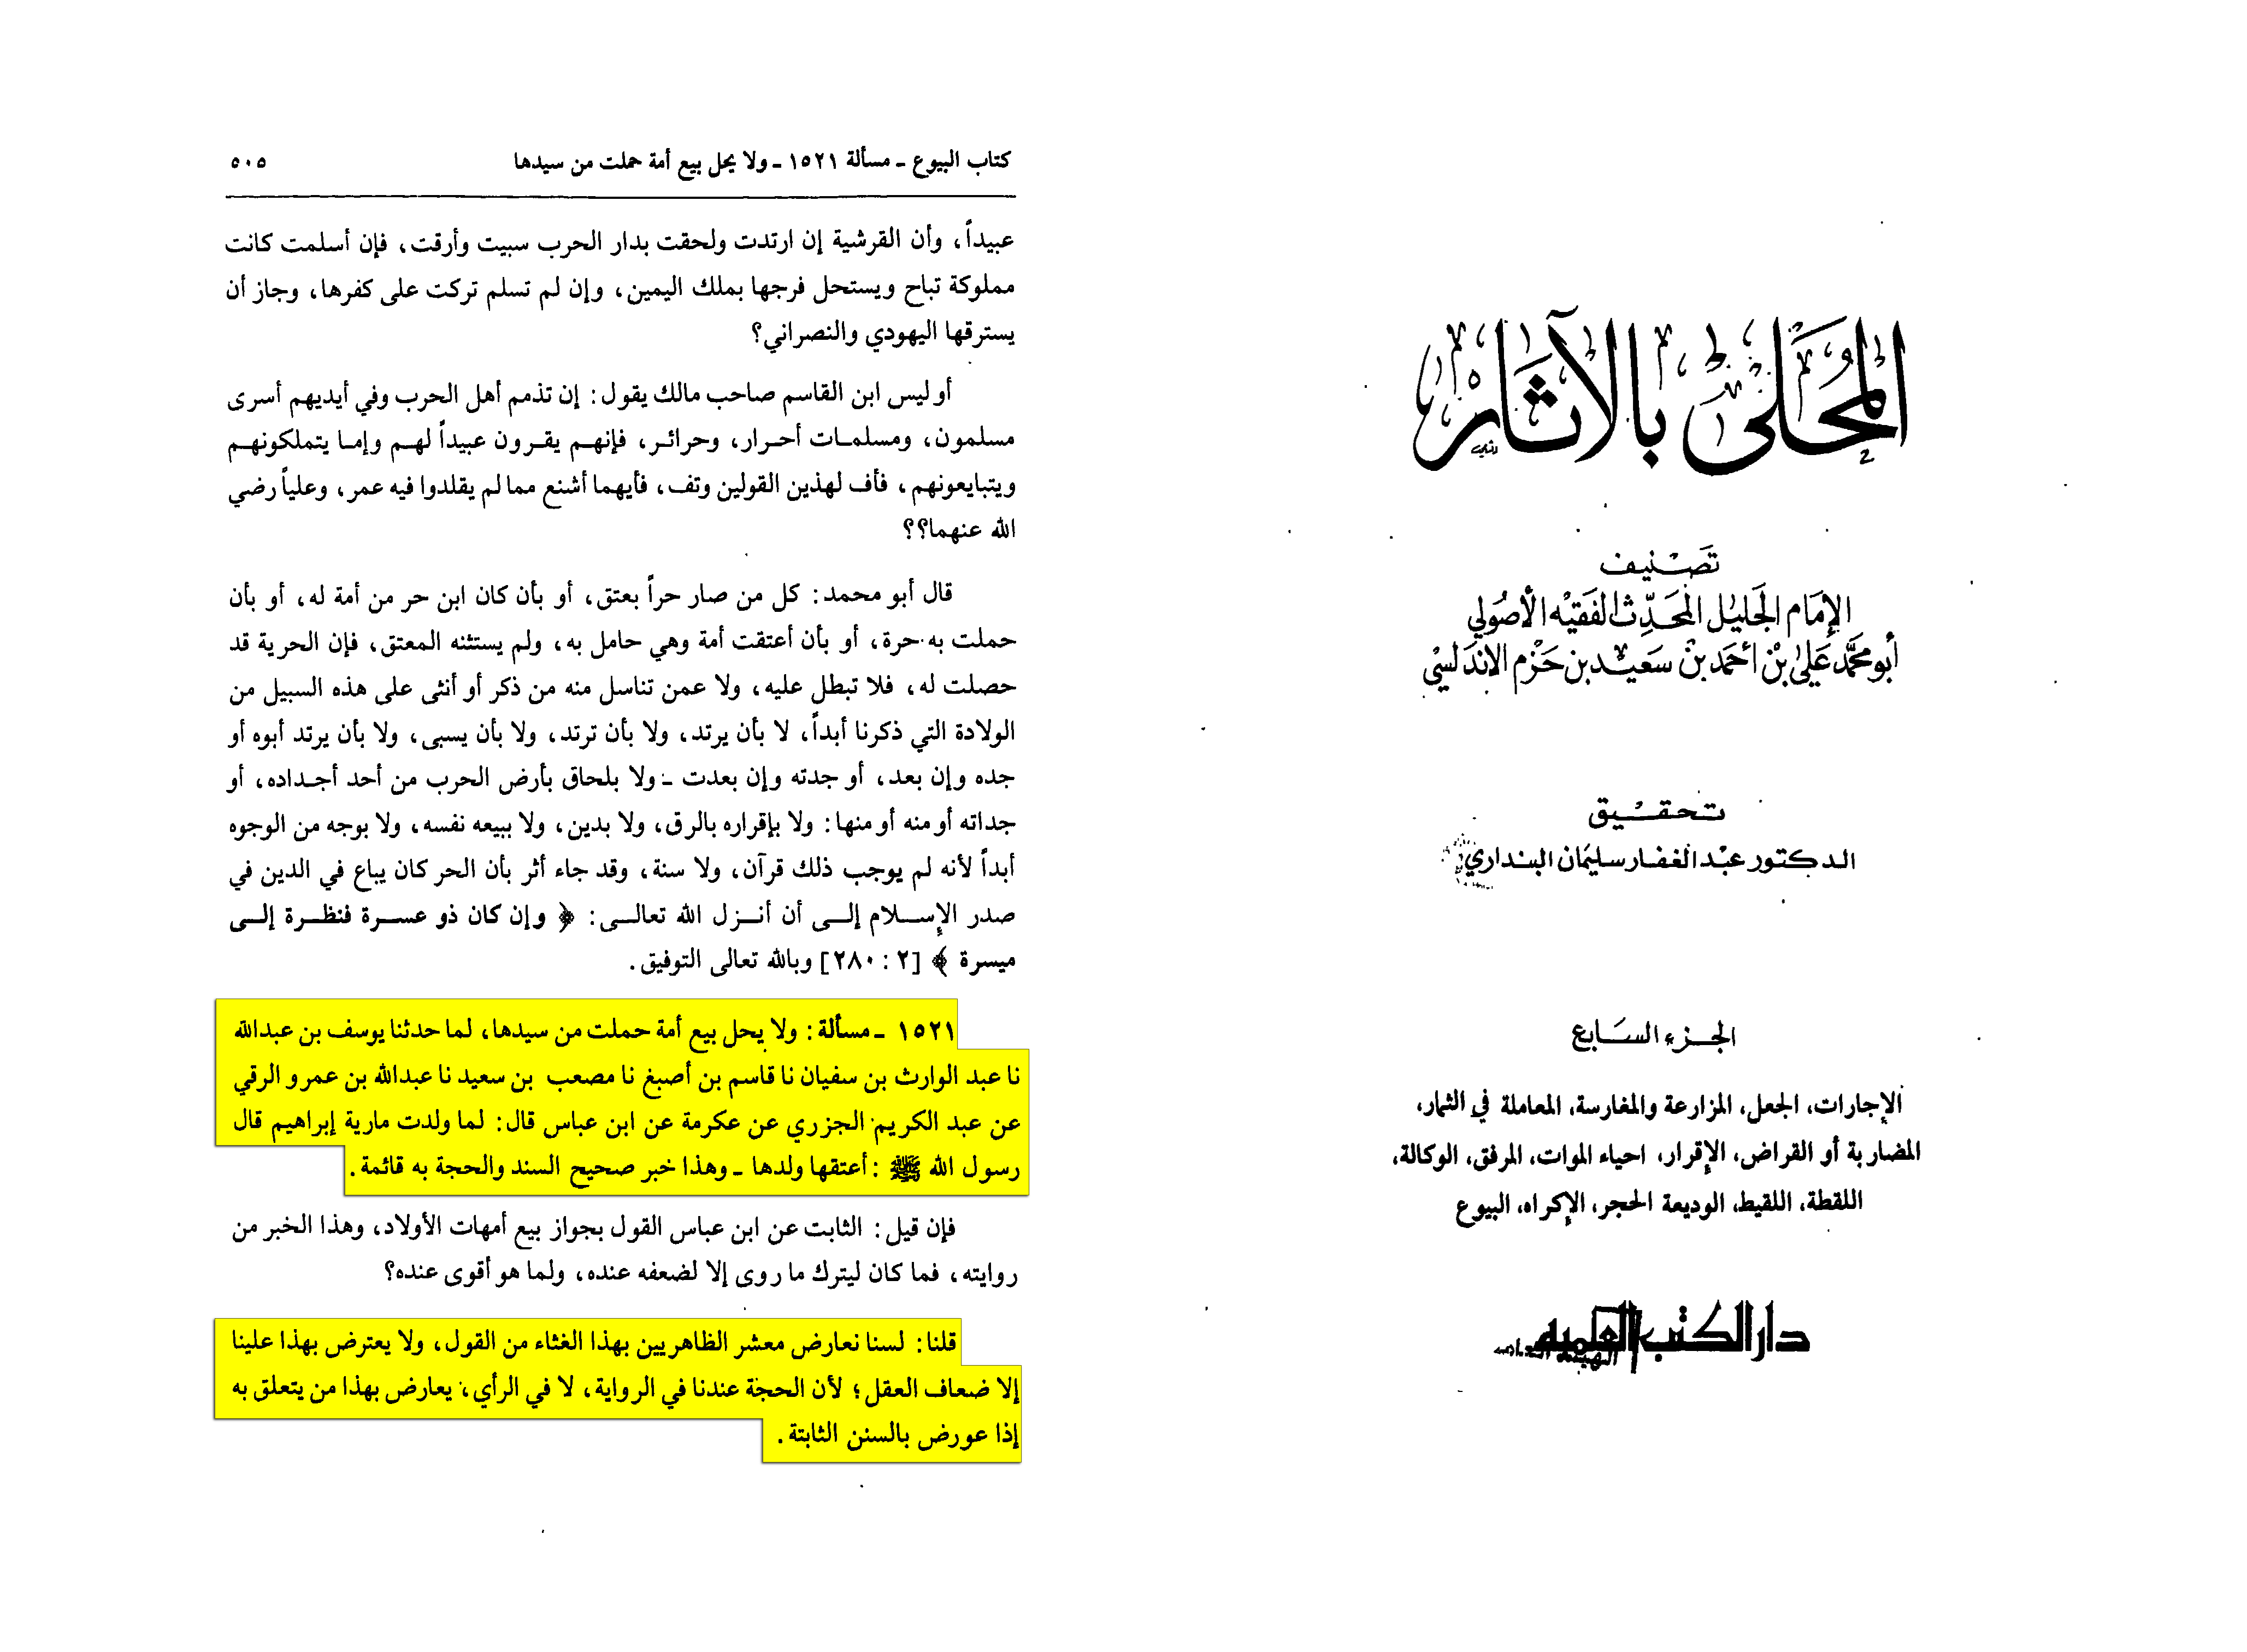 المحلى بالآثار
تصنيف
الإمام الجليل المحدث الفقيه الأصولي
أبو محمد علي بن أحمد بن سعيد بن حزم الاندلسي
تحقيق
الدكتور عبد الغفار سليمان البنداري
الجزء السابع
الإجارات، الجعل، المزارعة والمغارسة، المعاملة في الثمار،
المضاربة أو القراض، الإقرار، احياء الموات، المرفق، الوكالة،
اللقطة، اللقيط، الوديعة الحجر، الإكراه، البيوع
دار الكتب العلمية
كتاب البيوع ـ مسألة ١٥٢١ ـ ولا يحل بيع أمة حملت من سيدها ٥٠٥
عبيداً، وأن القرشية إن ارتدت ولحقت بدار الحرب سبيت وأرقت، فإن أسلمت كانت
مملوكة تباح ويستحل فرجها بملك اليمين، وإن لم تسلم تركت على كفرها، وجاز أن
يسترقها اليهودي والنصراني؟
أو ليس ابن القاسم صاحب مالك يقول: إن تذمم أهل الحرب وفي أيديهم أسرى
مسلمون، ومسلمات أحرار، وحرائر، فإنهم يقرون عبيداً لهم وإما يتملكونهم
ويتبايعونهم، فأف لهذين القولين وتف، فأيهما أشنع مما لم يقلدوا فيه عمر، وعلياً رضي
الله عنهما؟؟
قال أبو محمد: كل من صار حراً بعتق، أو بأن كان ابن حر من أمة له، أو بأن
حملت به حرة، أو بأن أعتقت أمة وهي حامل به، ولم يستثنه المعتق، فإن الحرية قد
حصلت له، فلا تبطل عليه، ولا عمن تناسل منه من ذكر أو أنثى على هذه السبيل من
الولادة التي ذكرنا أبداً، لا بأن يرتد، ولا بأن ترتد، ولا بأن يسبى، ولا بأن يرتد أبوه أو
جده وإن بعد، أو جدته وإن بعدت ـ ولا بلحاق بأرض الحرب من أحد أجداده، أو
جداته أو منه أو منها: ولا بإقراره بالرق، ولا بدين، ولا ببيعه نفسه، ولا بوجه من الوجوه
أبداً لأنه لم يوجب ذلك قرآن، ولا سنة، وقد جاء أثر بأن الحر كان يباع في الدين في
صدر الإسلام إلى أن أنزل الله تعالى: ﴿ وإن كان ذو عسرة فنظرة إلى
ميسرة ﴾ [٢: ٢٨٠] وبالله تعالى التوفيق.
١٥٢١ ـ مسألة: ولا يحل بيع أمة حملت من سيدها، لما حدثنا يوسف بن عبدالله
نا عبد الوارث بن سفيان نا قاسم بن أصبغ نا مصعب بن سعيد نا عبدالله بن عمرو الرقي
عن عبد الكريم الجزري عن عكرمة عن ابن عباس قال: لما ولدت مارية إبراهيم قال
رسول الله ﷺ: أعتقها ولدها ـ وهذا خبر صحيح السند والحجة به قائمة.
فإن قيل: الثابت عن ابن عباس القول بجواز بيع أمهات الأولاد، وهذا الخبر من
روايته، فما كان ليترك ما روى إلا لضعفه عنده، ولما هو أقوى عنده؟
قلنا: لسنا نعارض معشر الظاهريين بهذا الغثاء من القول، ولا يعترض بهذا علينا
إلا ضعاف العقل؛ لأن الحجة عندنا في الرواية، لا في الرأي، يعارض بهذا من يتعلق به
إذا عورض بالسنن الثابتة.